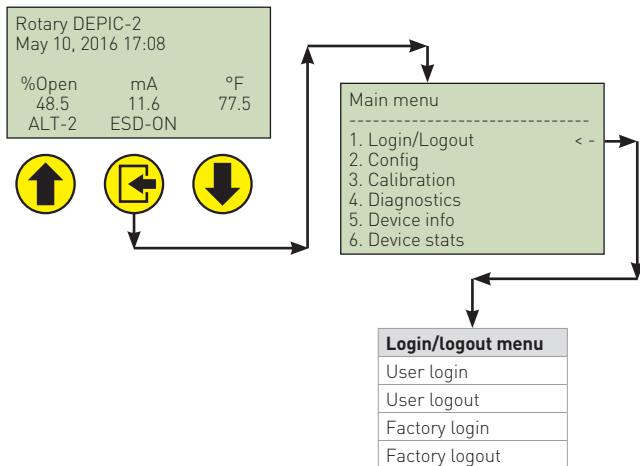 Rotary DEPIC-2
May 10, 2016 17:08
%Open mA °F
48.5 11.6 77.5
ALT-2 ESD-ON
Main menu
------------------------------
1. Login/Logout < -
2. Config
3. Calibration
4. Diagnostics
5. Device info
6. Device stats
Login/logout menu
User login
User logout
Factory login
Factory logout